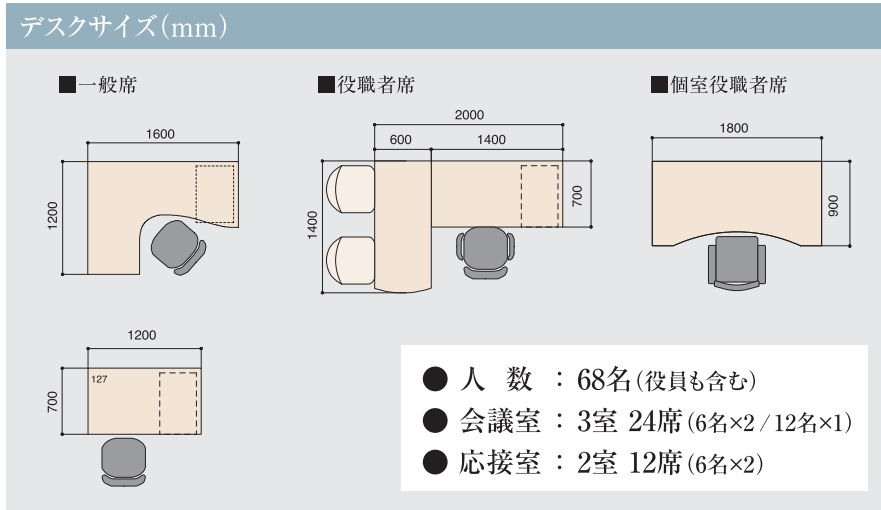 デスクサイズ(mm)
■一般席
■役職者席
■個室役職者席
1600
1200
2000
600
1400
700
1400
1800
900
1200
700
127
● 人 数 : 68名(役員も含む)
● 会議室 : 3室 24席(6名×2 / 12名×1)
● 応接室 : 2室 12席(6名×2)